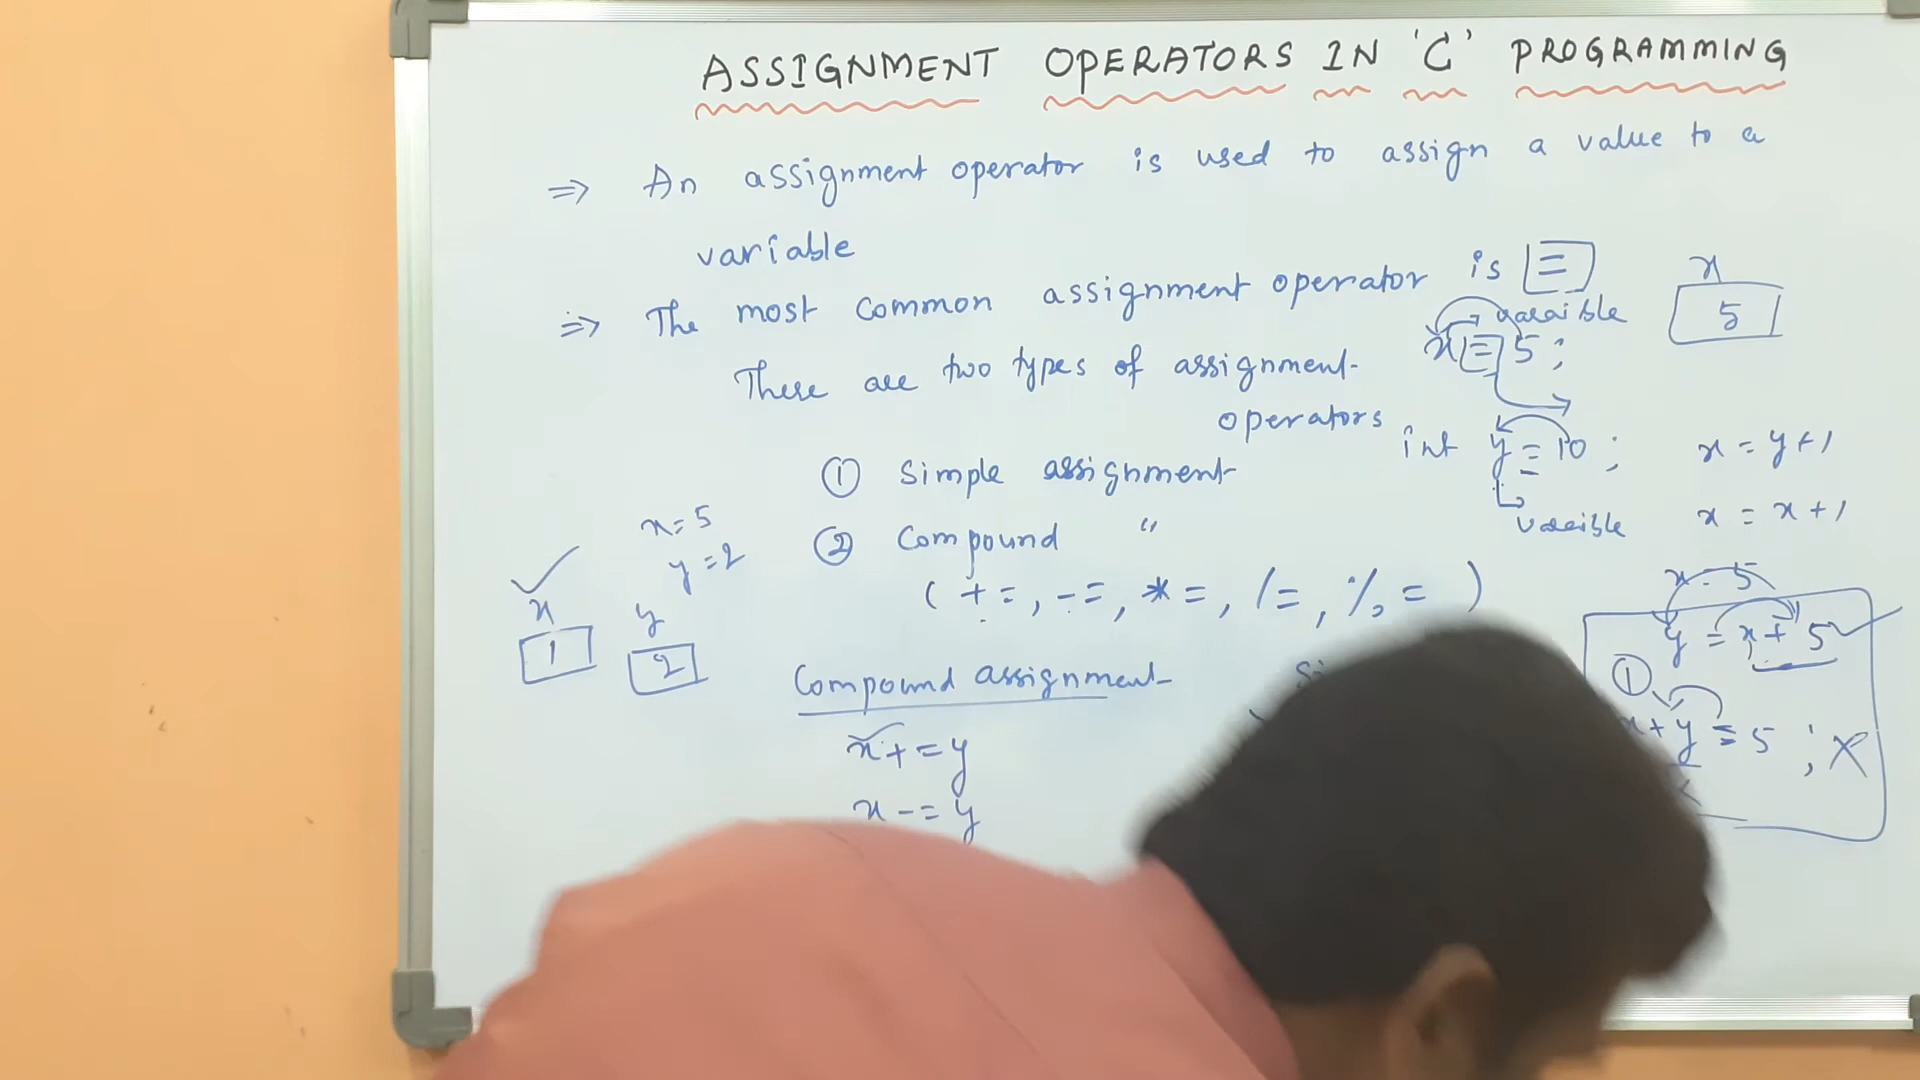 ASSIGNMENT OPERATORS IN 'C' PROGRAMMING
⇒ An assignment operator is used to assign a value to a
variable
⇒ The most common assignment operator is =
varaible
x = 5 ;
x
5
There are two types of assignment
operators
int y = 10 ;
varaible
x = y + 1
x = x + 1
① Simple assignment
② Compound "
( + = , - = , * = , / = , % = )
x = 5
y = 2
x
1
y
2
x = 5
y = x + 5
①
x + y = 5 ; X
Compound assignment
x + = y
x - = y